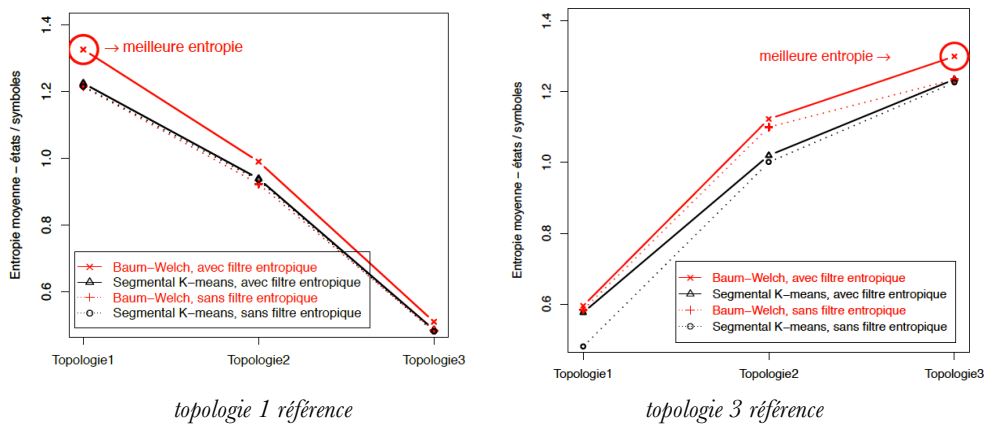 Entropie moyenne – états / symboles
1.4
1.2
1.0
0.8
0.6
→ meilleure entropie
Baum–Welch, avec filtre entropique
Segmental K–means, avec filtre entropique
Baum–Welch, sans filtre entropique
Segmental K–means, sans filtre entropique
Topologie1
Topologie2
Topologie3
topologie 1 référence
Entropie moyenne – états / symboles
1.4
1.2
1.0
0.8
0.6
meilleure entropie →
Baum–Welch, avec filtre entropique
Segmental K–means, avec filtre entropique
Baum–Welch, sans filtre entropique
Segmental K–means, sans filtre entropique
Topologie1
Topologie2
Topologie3
topologie 3 référence